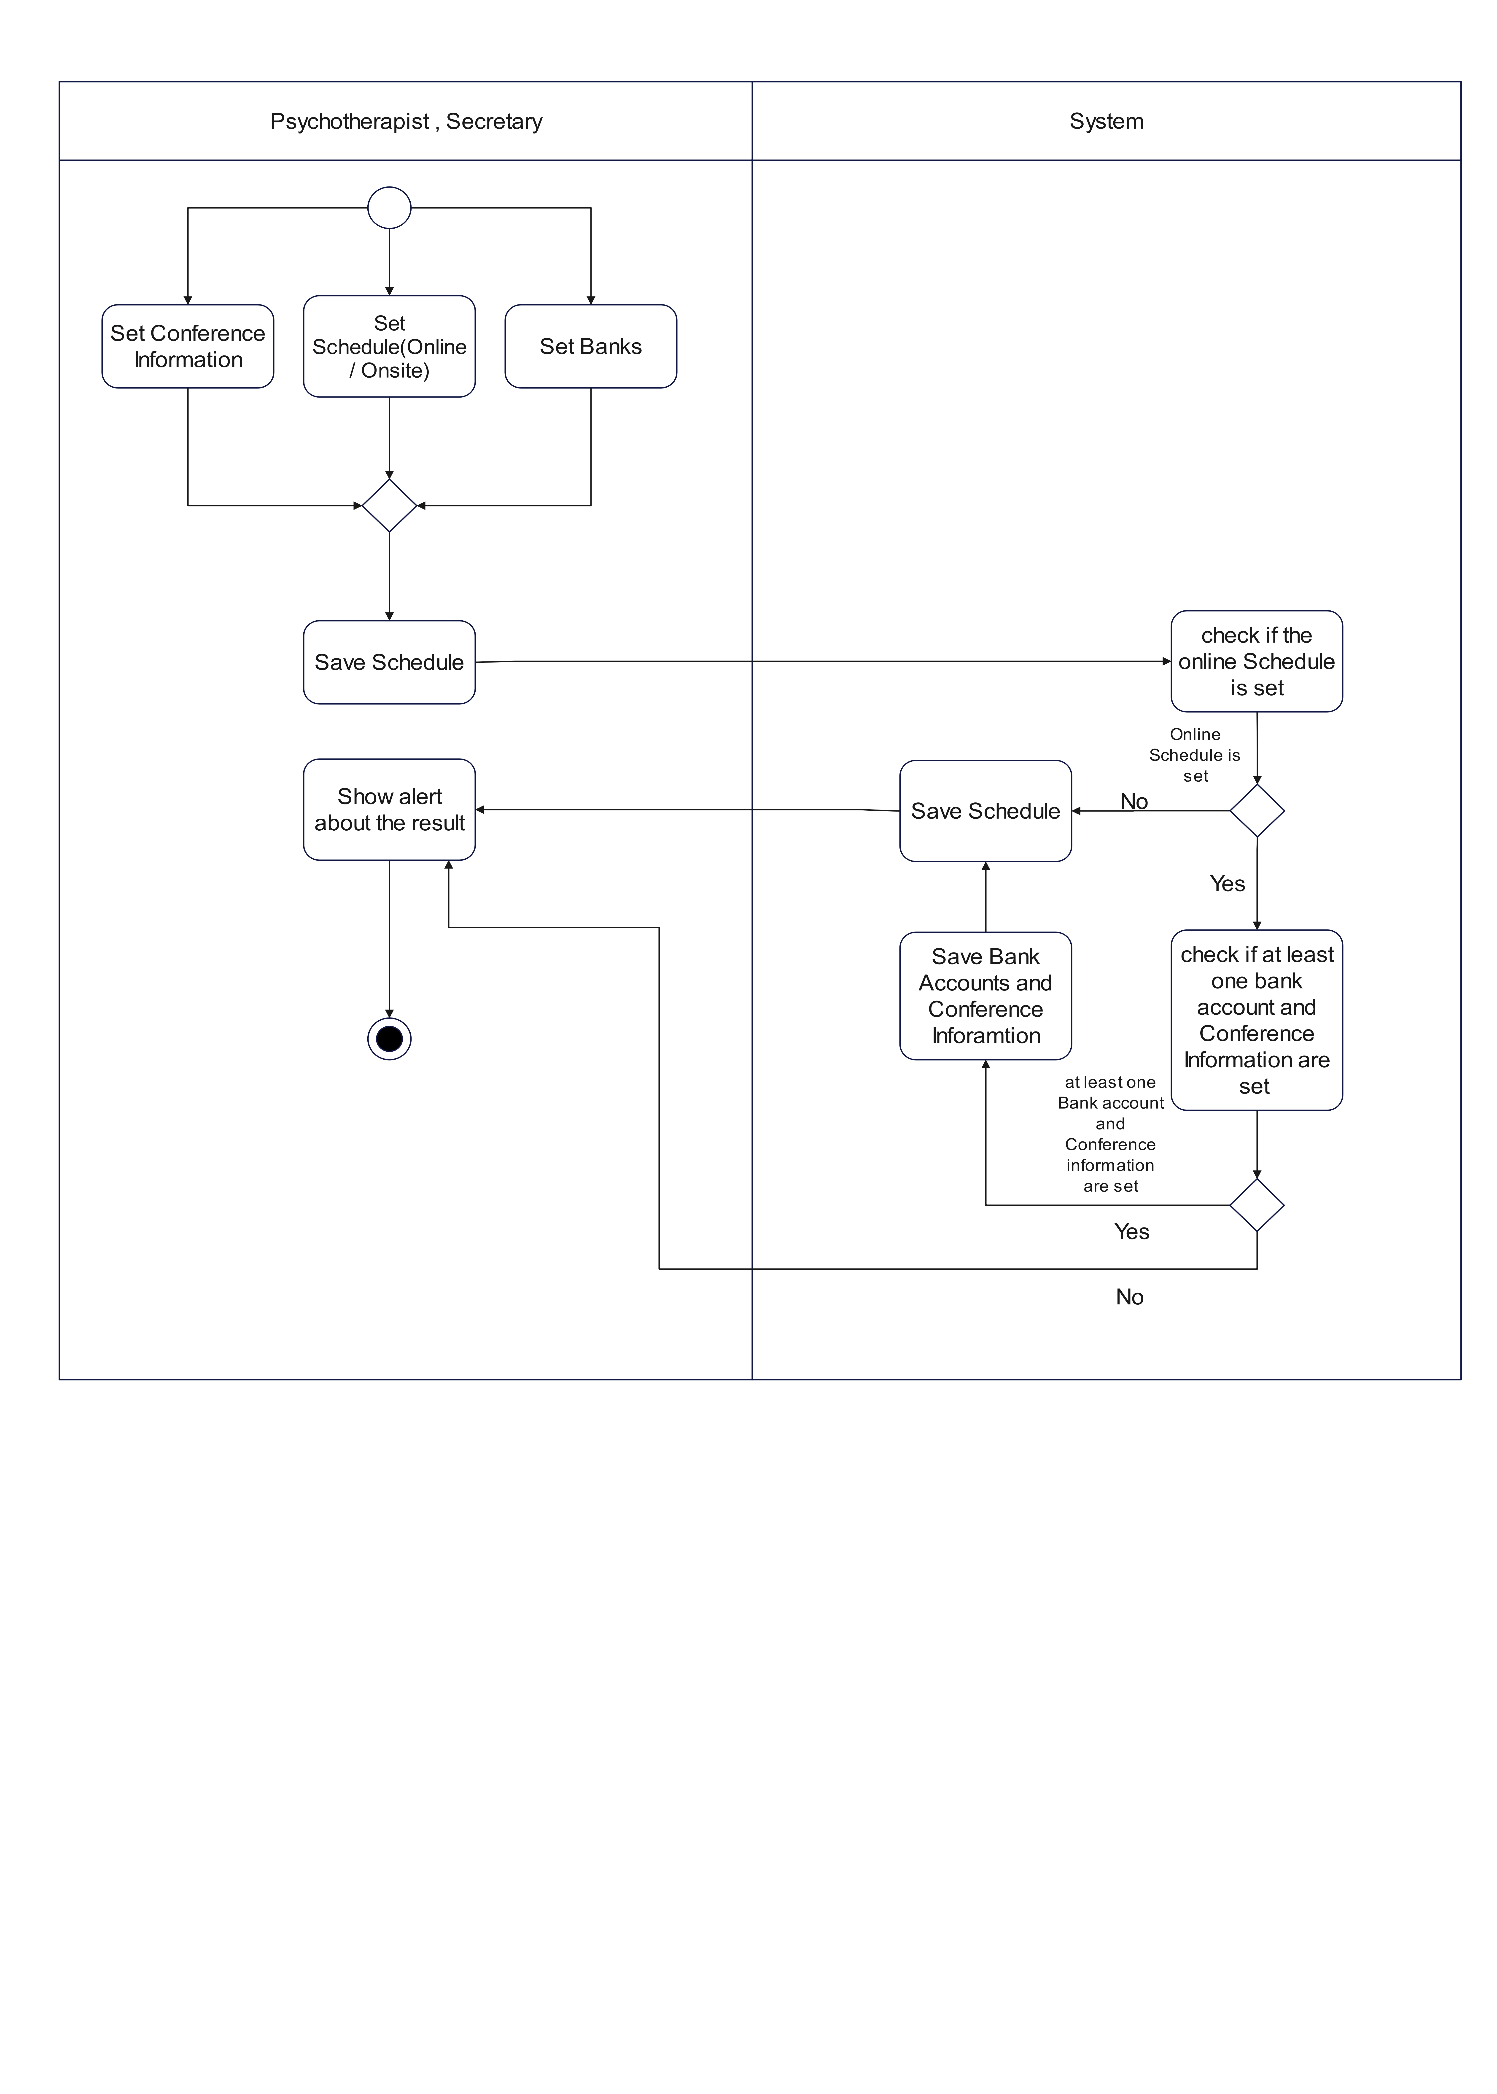 Psychotherapist , Secretary
System
Set Conference
Information
Set
Schedule(Online
/ Onsite)
Set Banks
Save Schedule
check if the
online Schedule
is set
Online
Schedule is
set
Show alert
about the result
Save Schedule
No
Yes
Save Bank
Accounts and
Conference
Inforamtion
check if at least
one bank
account and
Conference
Information are
set
at least one
Bank account
and
Conference
information
are set
Yes
No